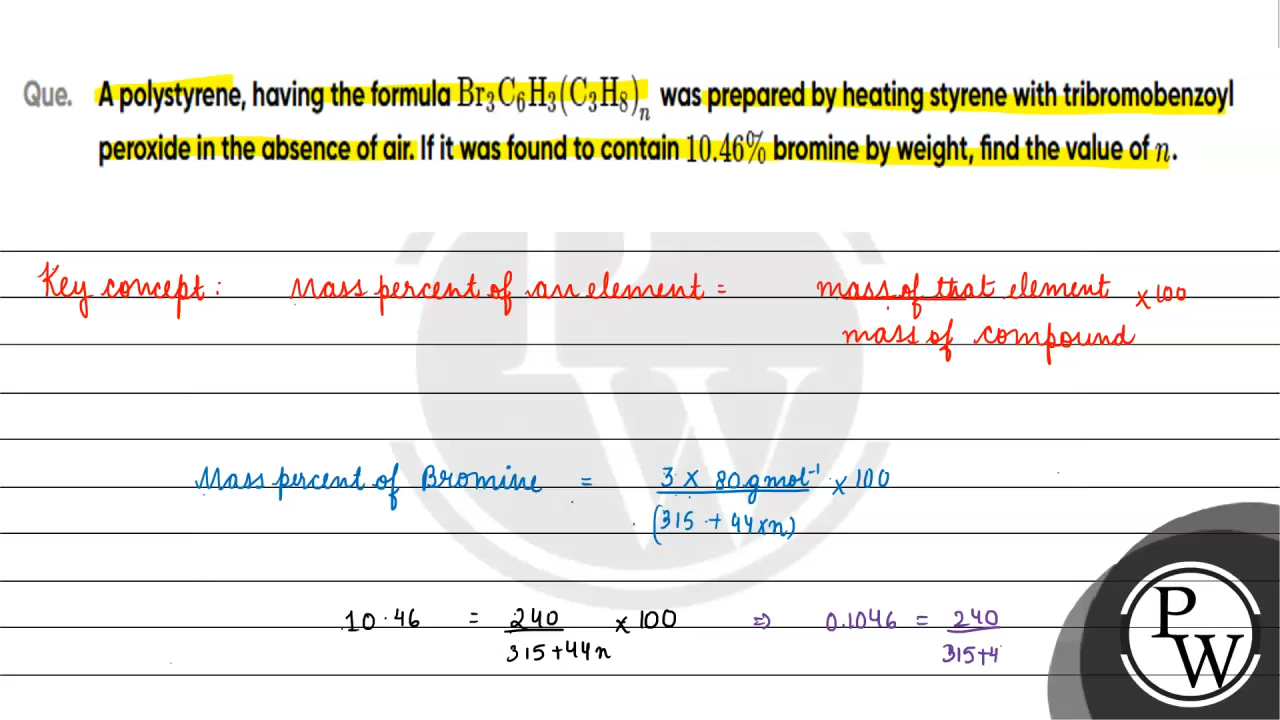 Que. A polystyrene, having the formula Br₃C₆H₃(C₃H₈)ₙ was prepared by heating styrene with tribromobenzoyl
peroxide in the absence of air. If it was found to contain 10.46% bromine by weight, find the value of n.
Key concept: Mass percent of an element = mass of that element / mass of compound × 100
Mass percent of Bromine = 3 × 80 g mol⁻¹ / (315 + 44×n) × 100
10.46 = 240 / 315+44n × 100 ⇒ 0.1046 = 240 / 315+4
PW
PW